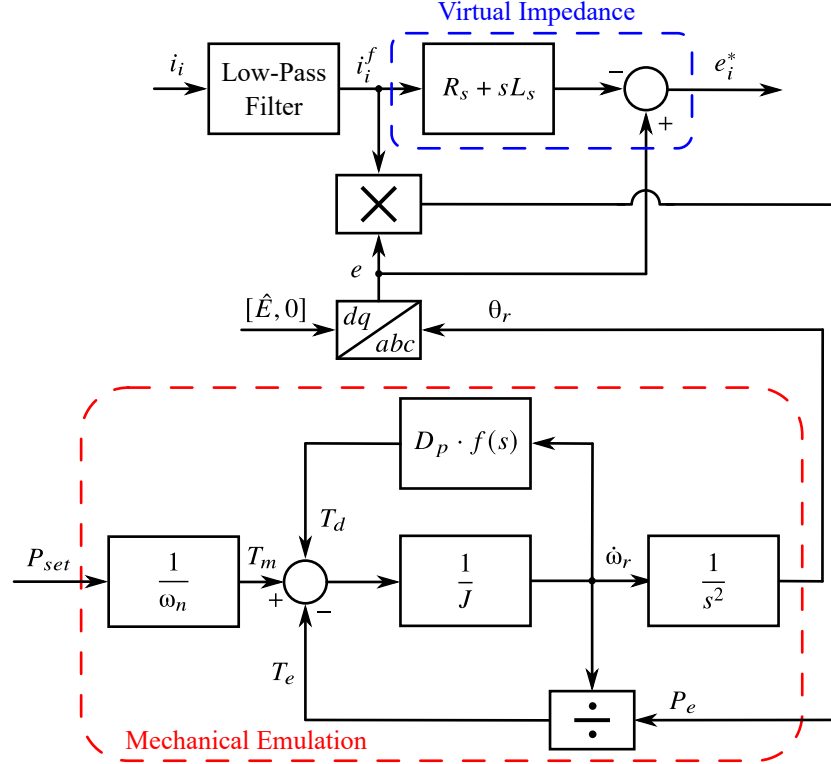 Virtual Impedance
i_i
Low-Pass
Filter
i_i^f
R_s + sL_s
−
+
e_i^*
×
e
[Ê, 0]
dq
abc
θ_r
D_p · f(s)
T_d
P_set
1
ω_n
T_m
+
−
1
J
ω̇_r
1
s^2
T_e
÷
P_e
Mechanical Emulation